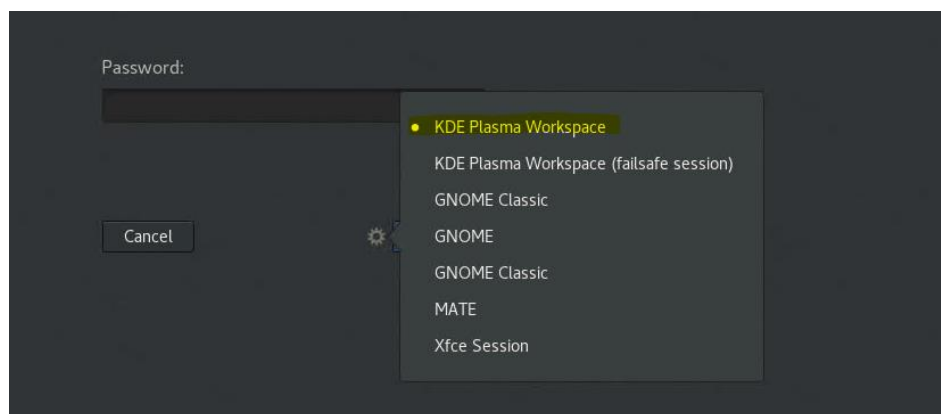 Password:
KDE Plasma Workspace
KDE Plasma Workspace (failsafe session)
GNOME Classic
Cancel
GNOME
GNOME Classic
MATE
Xfce Session